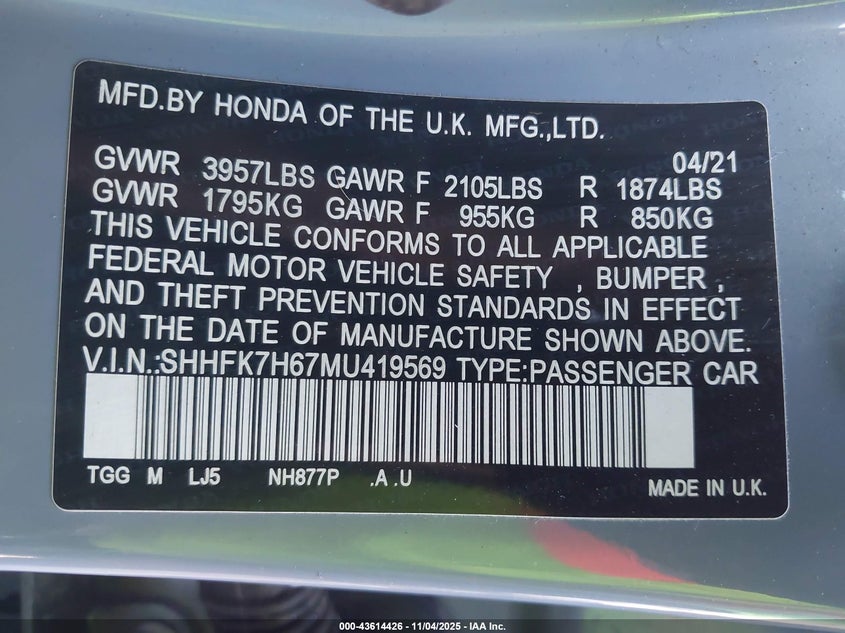 MFD.BY HONDA OF THE U.K. MFG.,LTD.
04/21
GVWR 3957LBS GAWR F 2105LBS R 1874LBS
GVWR 1795KG GAWR F 955KG R 850KG
THIS VEHICLE CONFORMS TO ALL APPLICABLE
FEDERAL MOTOR VEHICLE SAFETY , BUMPER ,
AND THEFT PREVENTION STANDARDS IN EFFECT
ON THE DATE OF MANUFACTURE SHOWN ABOVE.
V.I.N.:SHHFK7H67MU419569 TYPE:PASSENGER CAR
TGG M LJ5 NH877P .A .U
MADE IN U.K.
000-43614426 - 11/04/2025 - IAA Inc.